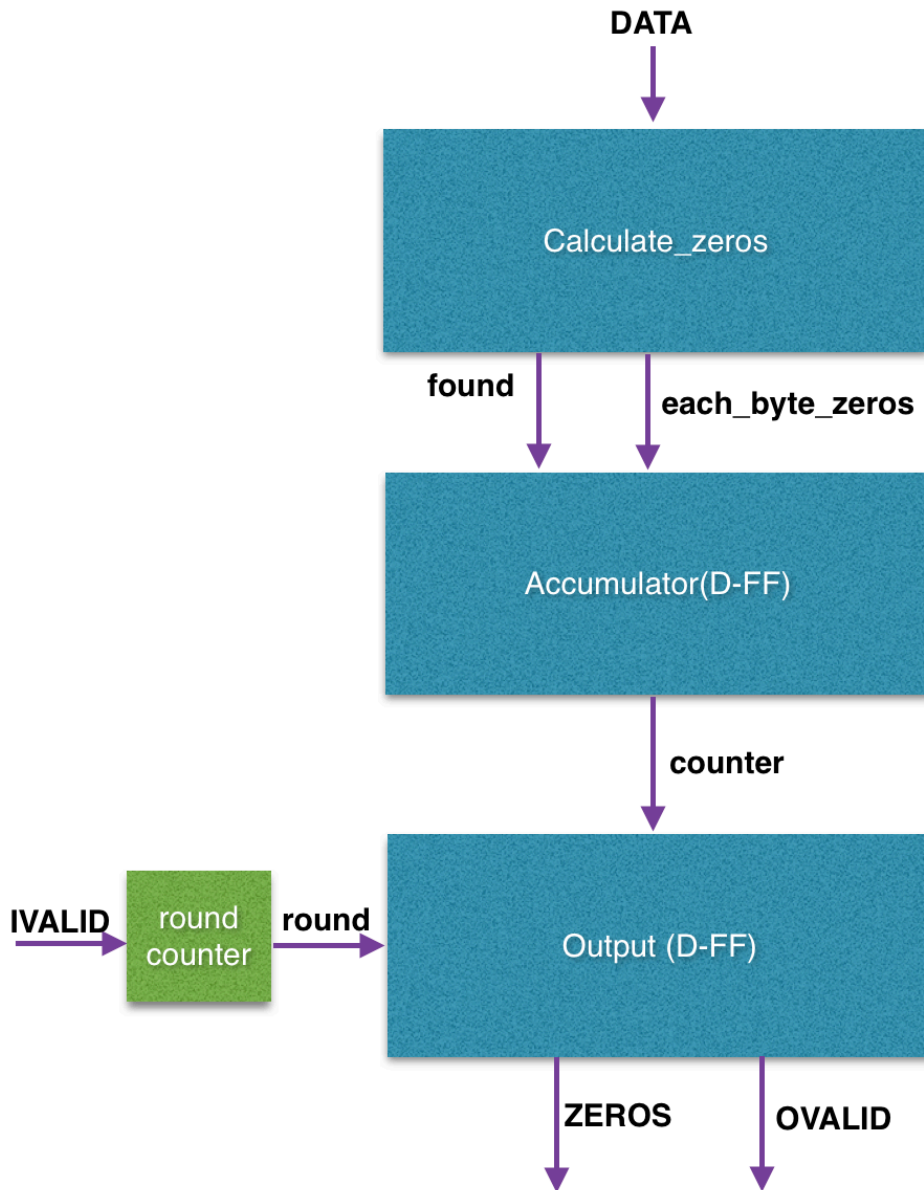 DATA
Calculate_zeros
found
each_byte_zeros
Accumulator(D-FF)
counter
IVALID
round
counter
round
Output (D-FF)
ZEROS
OVALID